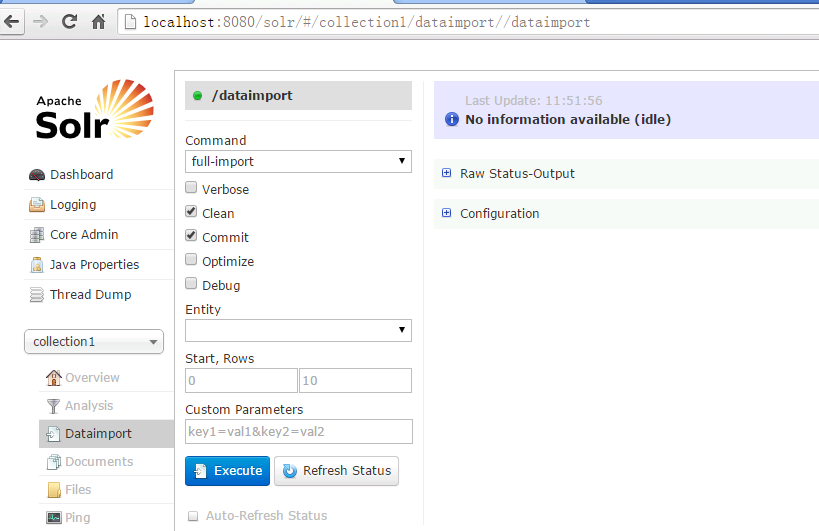 localhost:8080/solr/#/collection1/dataimport//dataimport
Apache
Solr
Dashboard
Logging
Core Admin
Java Properties
Thread Dump
collection1
Overview
Analysis
Dataimport
Documents
Files
Ping
/dataimport
Command
full-import
Verbose
Clean
Commit
Optimize
Debug
Entity
Start, Rows
0 10
Custom Parameters
key1=val1&key2=val2
Execute Refresh Status
Auto-Refresh Status
Last Update: 11:51:56
No information available (idle)
Raw Status-Output
Configuration